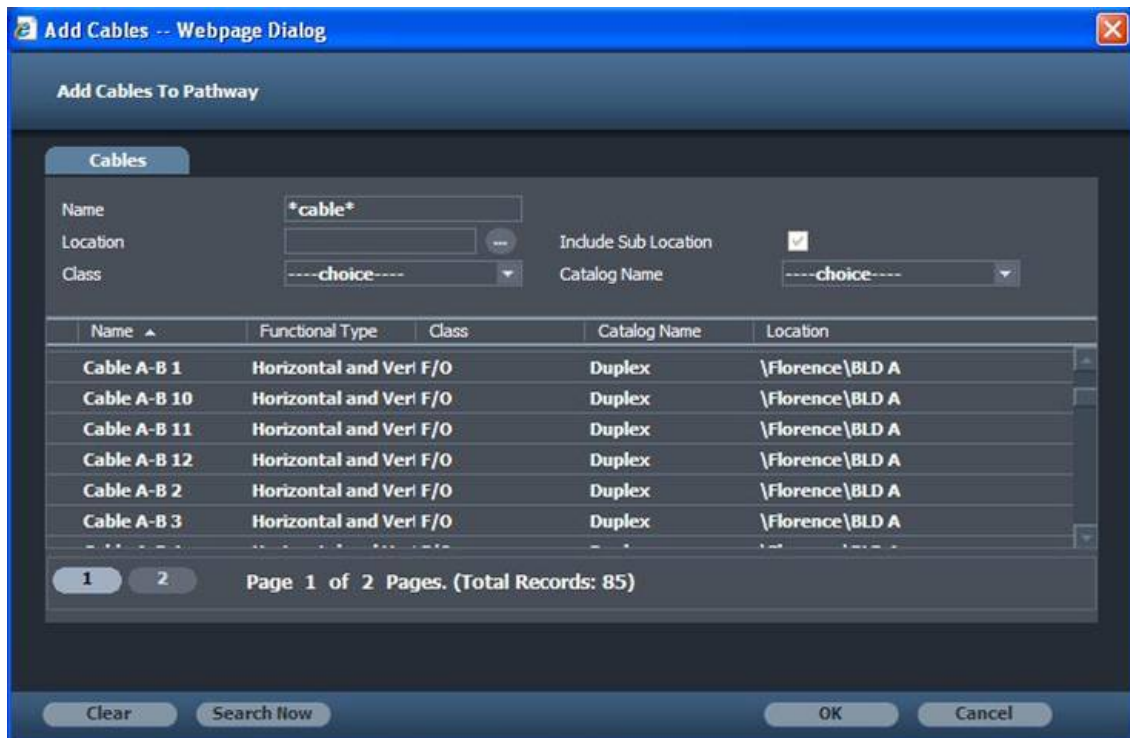 Add Cables -- Webpage Dialog
Add Cables To Pathway
Cables
Name *cable*
Location ... Include Sub Location
Class ----choice---- Catalog Name ----choice----
Name Functional Type Class Catalog Name Location
Cable A-B 1 Horizontal and Vert F/O Duplex \Florence\BLD A
Cable A-B 10 Horizontal and Vert F/O Duplex \Florence\BLD A
Cable A-B 11 Horizontal and Vert F/O Duplex \Florence\BLD A
Cable A-B 12 Horizontal and Vert F/O Duplex \Florence\BLD A
Cable A-B 2 Horizontal and Vert F/O Duplex \Florence\BLD A
Cable A-B 3 Horizontal and Vert F/O Duplex \Florence\BLD A
1 2 Page 1 of 2 Pages. (Total Records: 85)
Clear Search Now OK Cancel